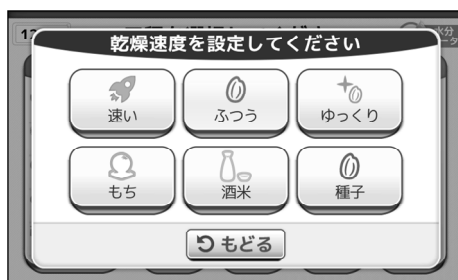 乾燥速度を設定してください
速い
ふつう
ゆっくり
もち
酒米
種子
もどる